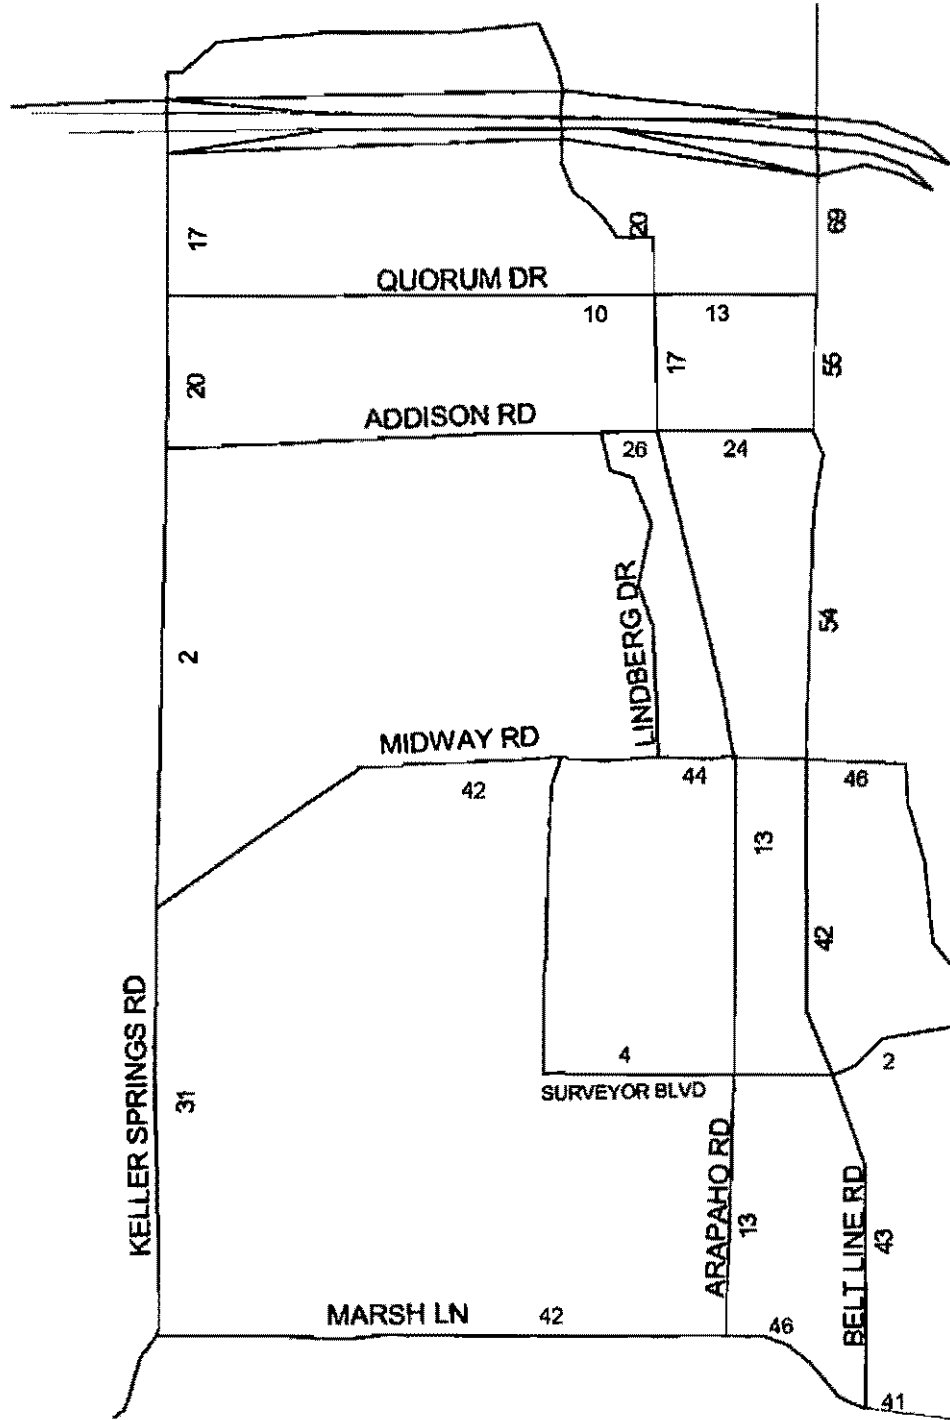 17
20
69
QUORUM DR
10
13
20
17
55
ADDISON RD
26
24
LINDBERG DR
54
2
MIDWAY RD
42
44
46
13
42
KELLER SPRINGS RD
31
4
2
SURVEYOR BLVD
ARAPAHO RD
13
BELT LINE RD
43
MARSH LN
42
46
41